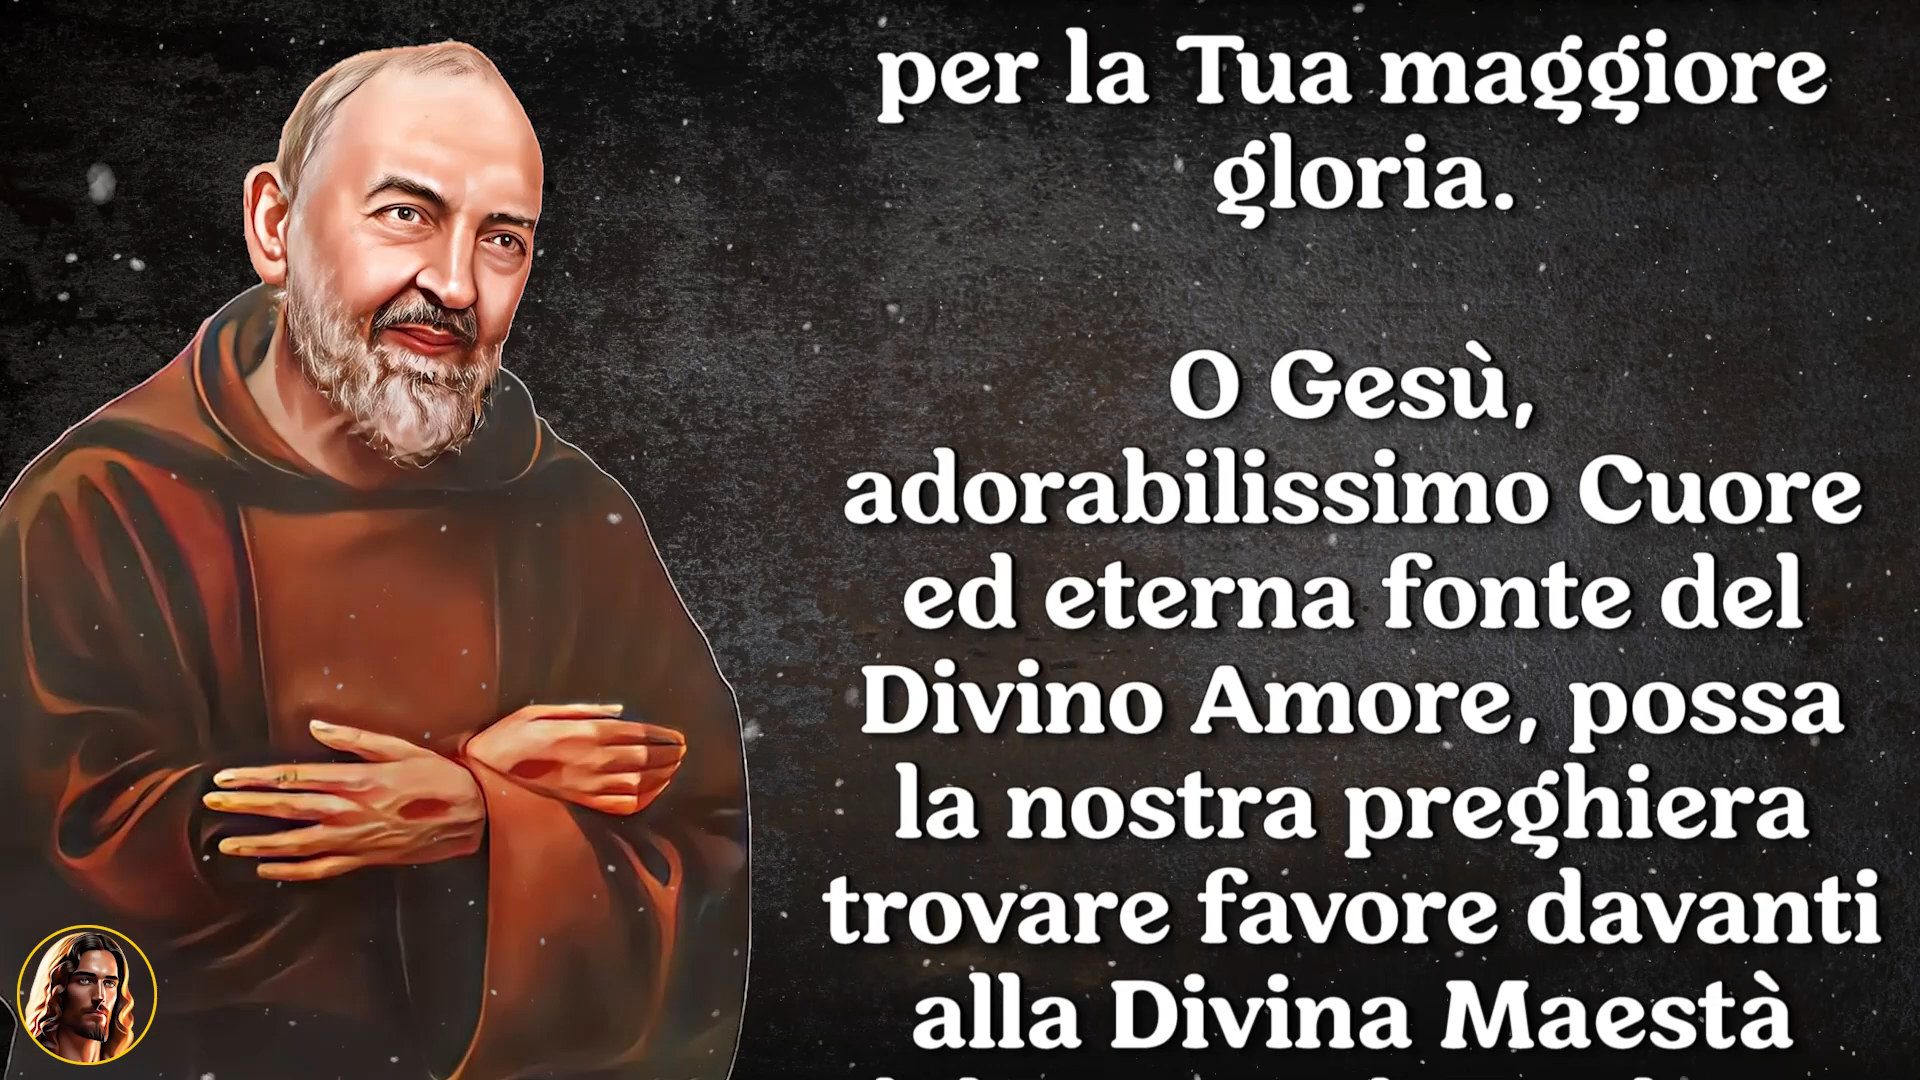 per la Tua maggiore
gloria.
O Gesù,
adorabilissimo Cuore
ed eterna fonte del
Divino Amore, possa
la nostra preghiera
trovare favore davanti
alla Divina Maestà